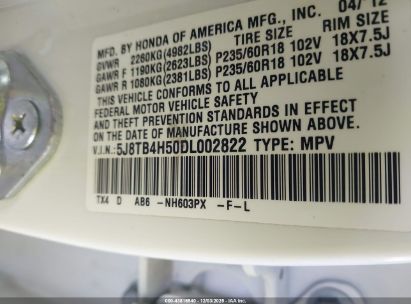 MFD. BY HONDA OF AMERICA MFG., INC. 04/ 12
GVWR 2260KG(4982LBS) TIRE SIZE RIM SIZE
GAWR F 1190KG(2623LBS) P235/60R18 102V 18X7.5J
GAWR R 1080KG(2381LBS) P235/60R18 102V 18X7.5J
THIS VEHICLE CONFORMS TO ALL APPLICABLE
FEDERAL MOTOR VEHICLE SAFETY
AND THEFT PREVENTION STANDARDS IN EFFECT
ON THE DATE OF MANUFACTURE SHOWN ABOVE.
V.I.N.: 5J8TB4H50DL002822 TYPE: MPV
TX4 D AB6 -NH603PX -F-L